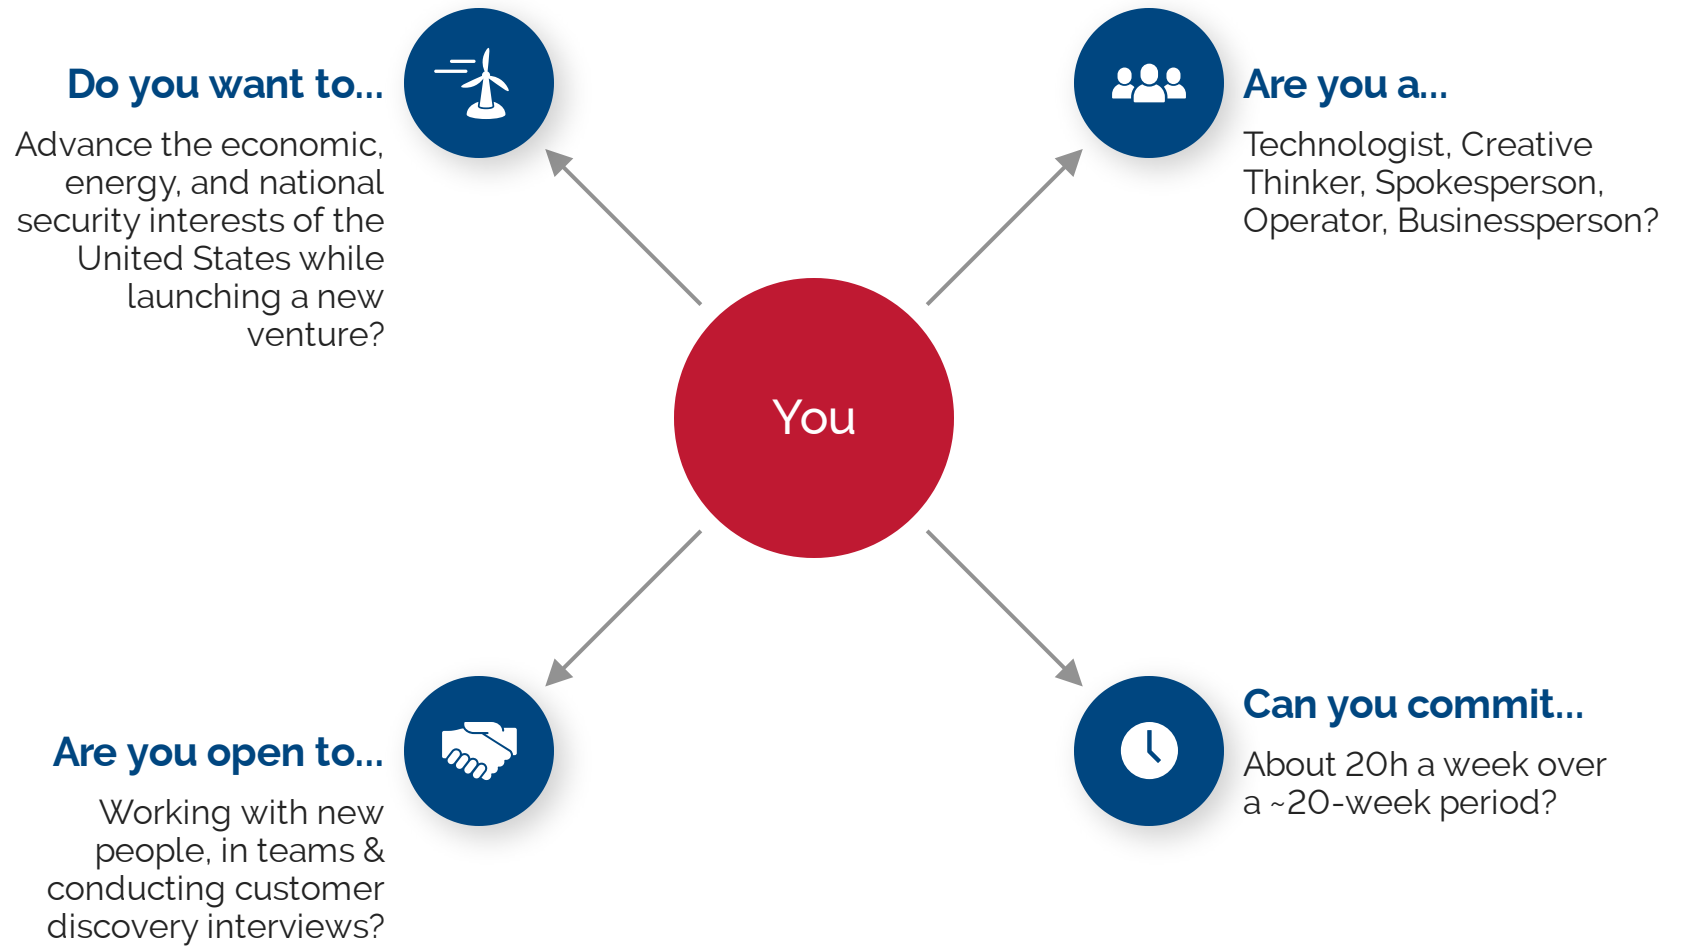 Do you want to...
Advance the economic,
energy, and national
security interests of the
United States while
launching a new
venture?
Are you a...
Technologist, Creative
Thinker, Spokesperson,
Operator, Businessperson?
You
Are you open to...
Working with new
people, in teams &
conducting customer
discovery interviews?
Can you commit...
About 20h a week over
a ~20-week period?